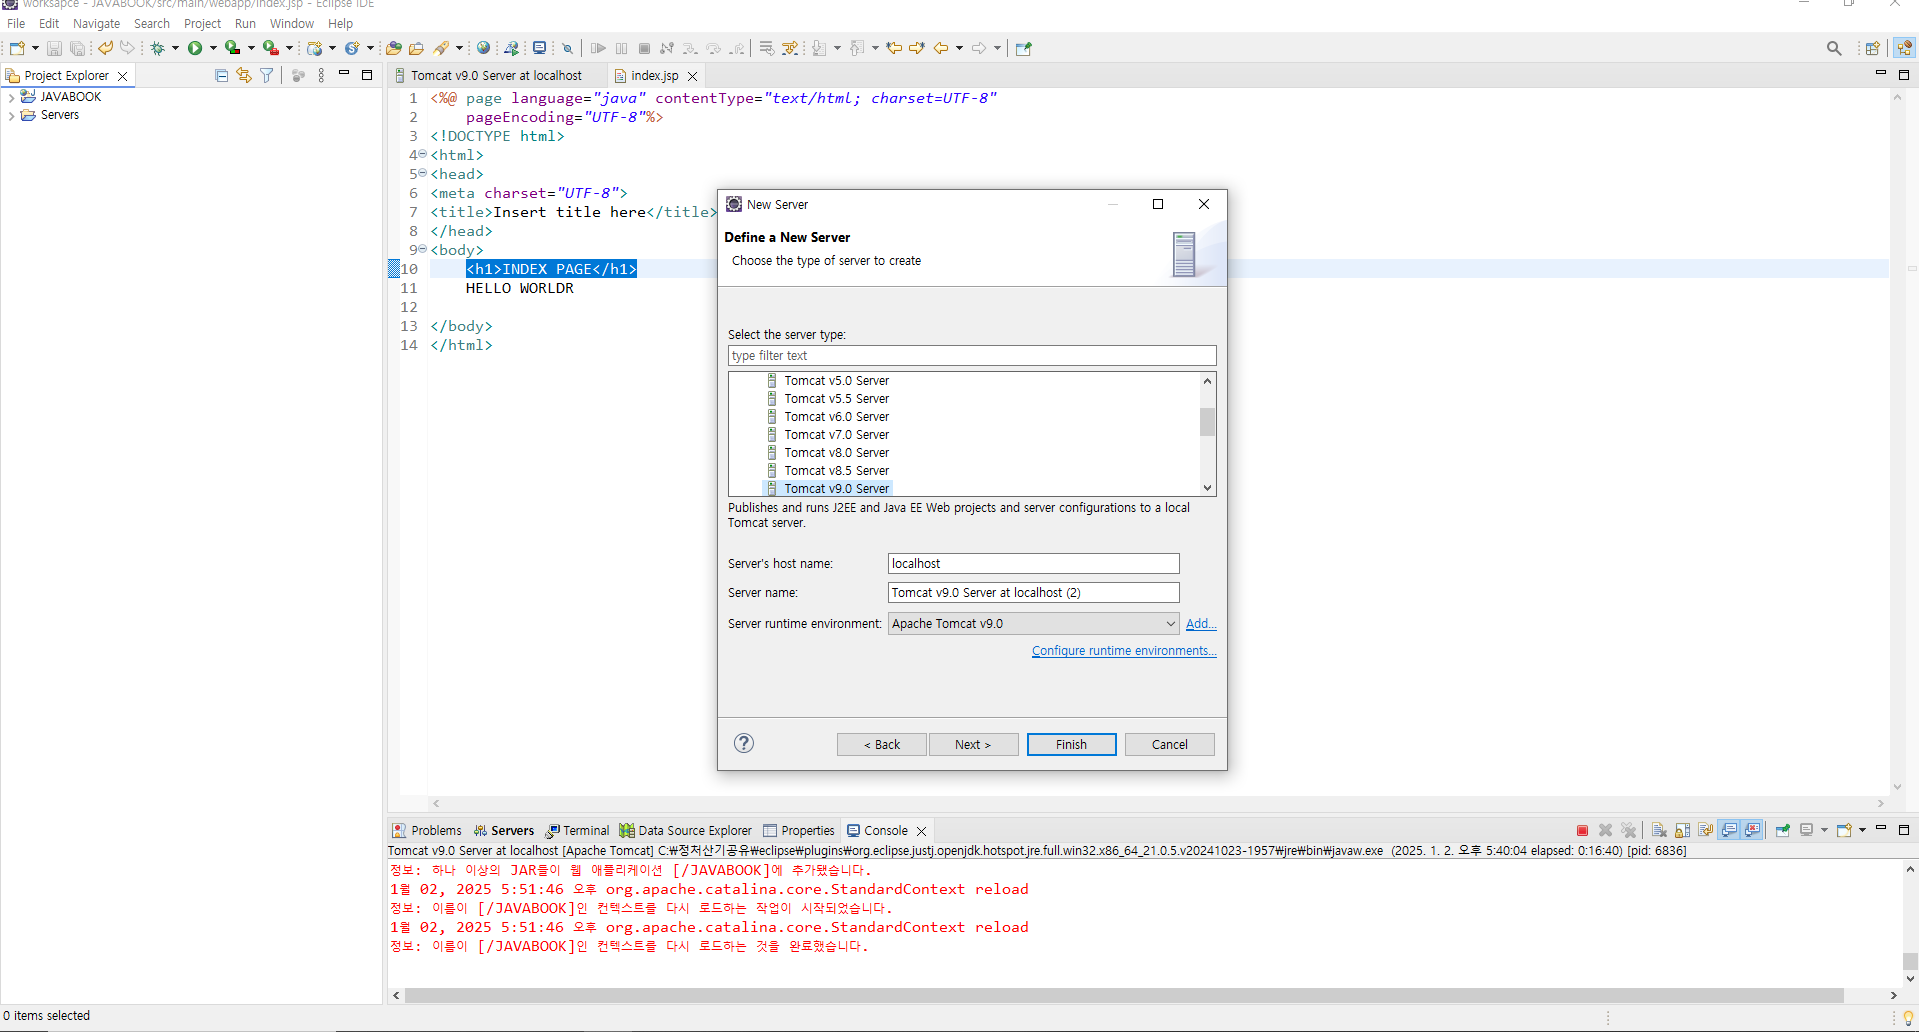 worksapce - JAVABOOK/src/main/webapp/index.jsp - Eclipse IDE
File Edit Navigate Search Project Run Window Help
Project Explorer
JAVABOOK
Servers
Tomcat v9.0 Server at localhost
index.jsp
1 <%@ page language="java" contentType="text/html; charset=UTF-8"
2 pageEncoding="UTF-8"%>
3 <!DOCTYPE html>
4 <html>
5 <head>
6 <meta charset="UTF-8">
7 <title>Insert title here</title>
8 </head>
9 <body>
10 <h1>INDEX PAGE</h1>
11 HELLO WORLDR
12
13 </body>
14 </html>
New Server
Define a New Server
Choose the type of server to create
Select the server type:
type filter text
Tomcat v5.0 Server
Tomcat v5.5 Server
Tomcat v6.0 Server
Tomcat v7.0 Server
Tomcat v8.0 Server
Tomcat v8.5 Server
Tomcat v9.0 Server
Publishes and runs J2EE and Java EE Web projects and server configurations to a local
Tomcat server.
Server's host name: localhost
Server name: Tomcat v9.0 Server at localhost (2)
Server runtime environment: Apache Tomcat v9.0 Add...
Configure runtime environments...
< Back Next > Finish Cancel
Problems Servers Terminal Data Source Explorer Properties Console
Tomcat v9.0 Server at localhost [Apache Tomcat] C:₩정처산기공유₩eclipse₩plugins₩org.eclipse.justj.openjdk.hotspot.jre.full.win32.x86_64_21.0.5.v20241023-1957₩jre₩bin₩javaw.exe (2025. 1. 2. 오후 5:40:04 elapsed: 0:16:40) [pid: 6836]
정보: 하나 이상의 JAR들이 웹 애플리케이션 [/JAVABOOK]에 추가됐습니다.
1월 02, 2025 5:51:46 오후 org.apache.catalina.core.StandardContext reload
정보: 이름이 [/JAVABOOK]인 컨텍스트를 다시 로드하는 작업이 시작되었습니다.
1월 02, 2025 5:51:46 오후 org.apache.catalina.core.StandardContext reload
정보: 이름이 [/JAVABOOK]인 컨텍스트를 다시 로드하는 것을 완료했습니다.
0 items selected